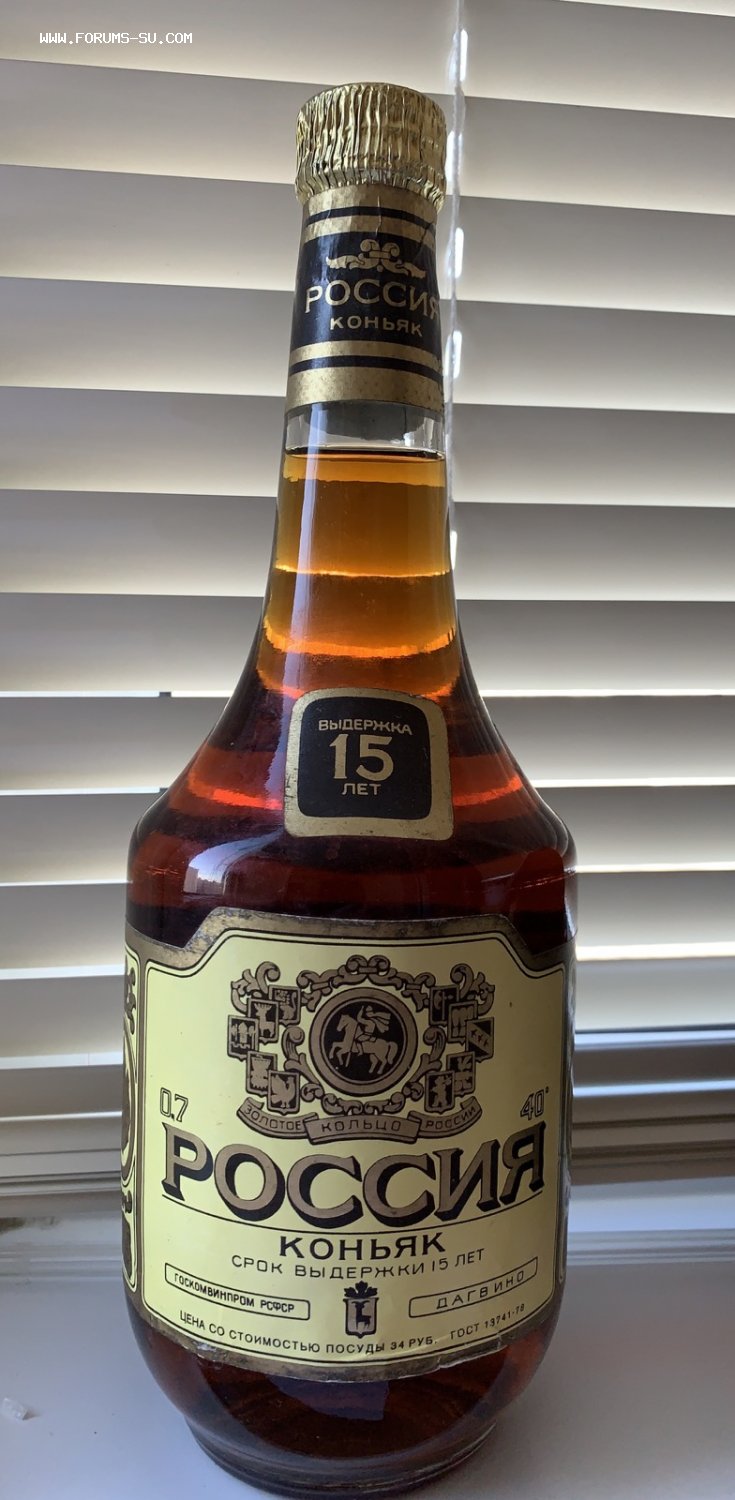 WWW.FORUMS-SU.COM
РОССИЯ
КОНЬЯК
ВЫДЕРЖКА
15
ЛЕТ
0.7
40°
ЗОЛОТОЕ КОЛЬЦО РОССИИ
РОССИЯ
КОНЬЯК
СРОК ВЫДЕРЖКИ 15 ЛЕТ
ГОСКОМВИНПРОМ РСФСР
ДАГВИНО
ЦЕНА СО СТОИМОСТЬЮ ПОСУДЫ 34 РУБ. ГОСТ 13741-78